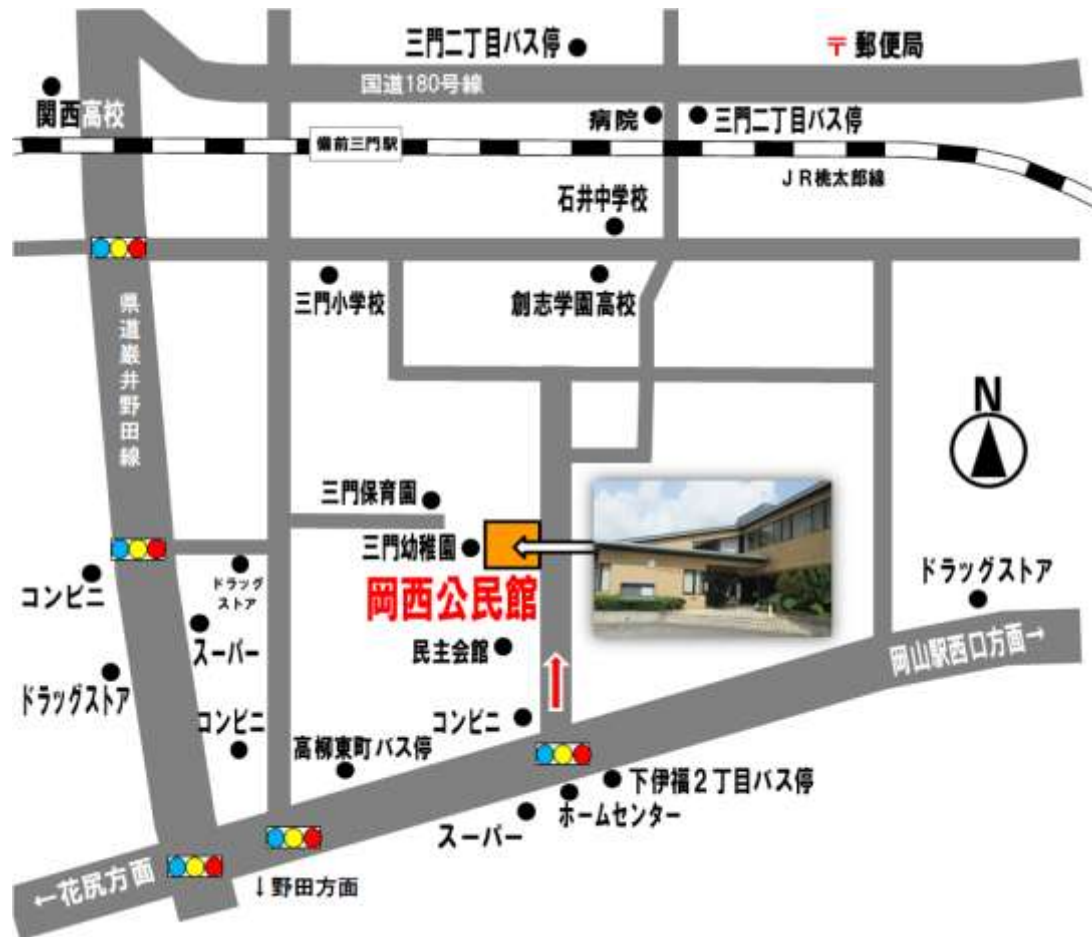 三門二丁目バス停
〒 郵便局
国道180号線
関西高校
病院
三門二丁目バス停
備前三門駅
JR桃太郎線
石井中学校
三門小学校
創志学園高校
県道巌井野田線
N
三門保育園
三門幼稚園
岡西公民館
ドラッグ
ストア
コンビニ
ドラッグストア
スーパー
民主会館
岡山駅西口方面→
ドラッグストア
コンビニ
コンビニ
高柳東町バス停
下伊福2丁目バス停
ホームセンター
スーパー
←花尻方面
↓野田方面